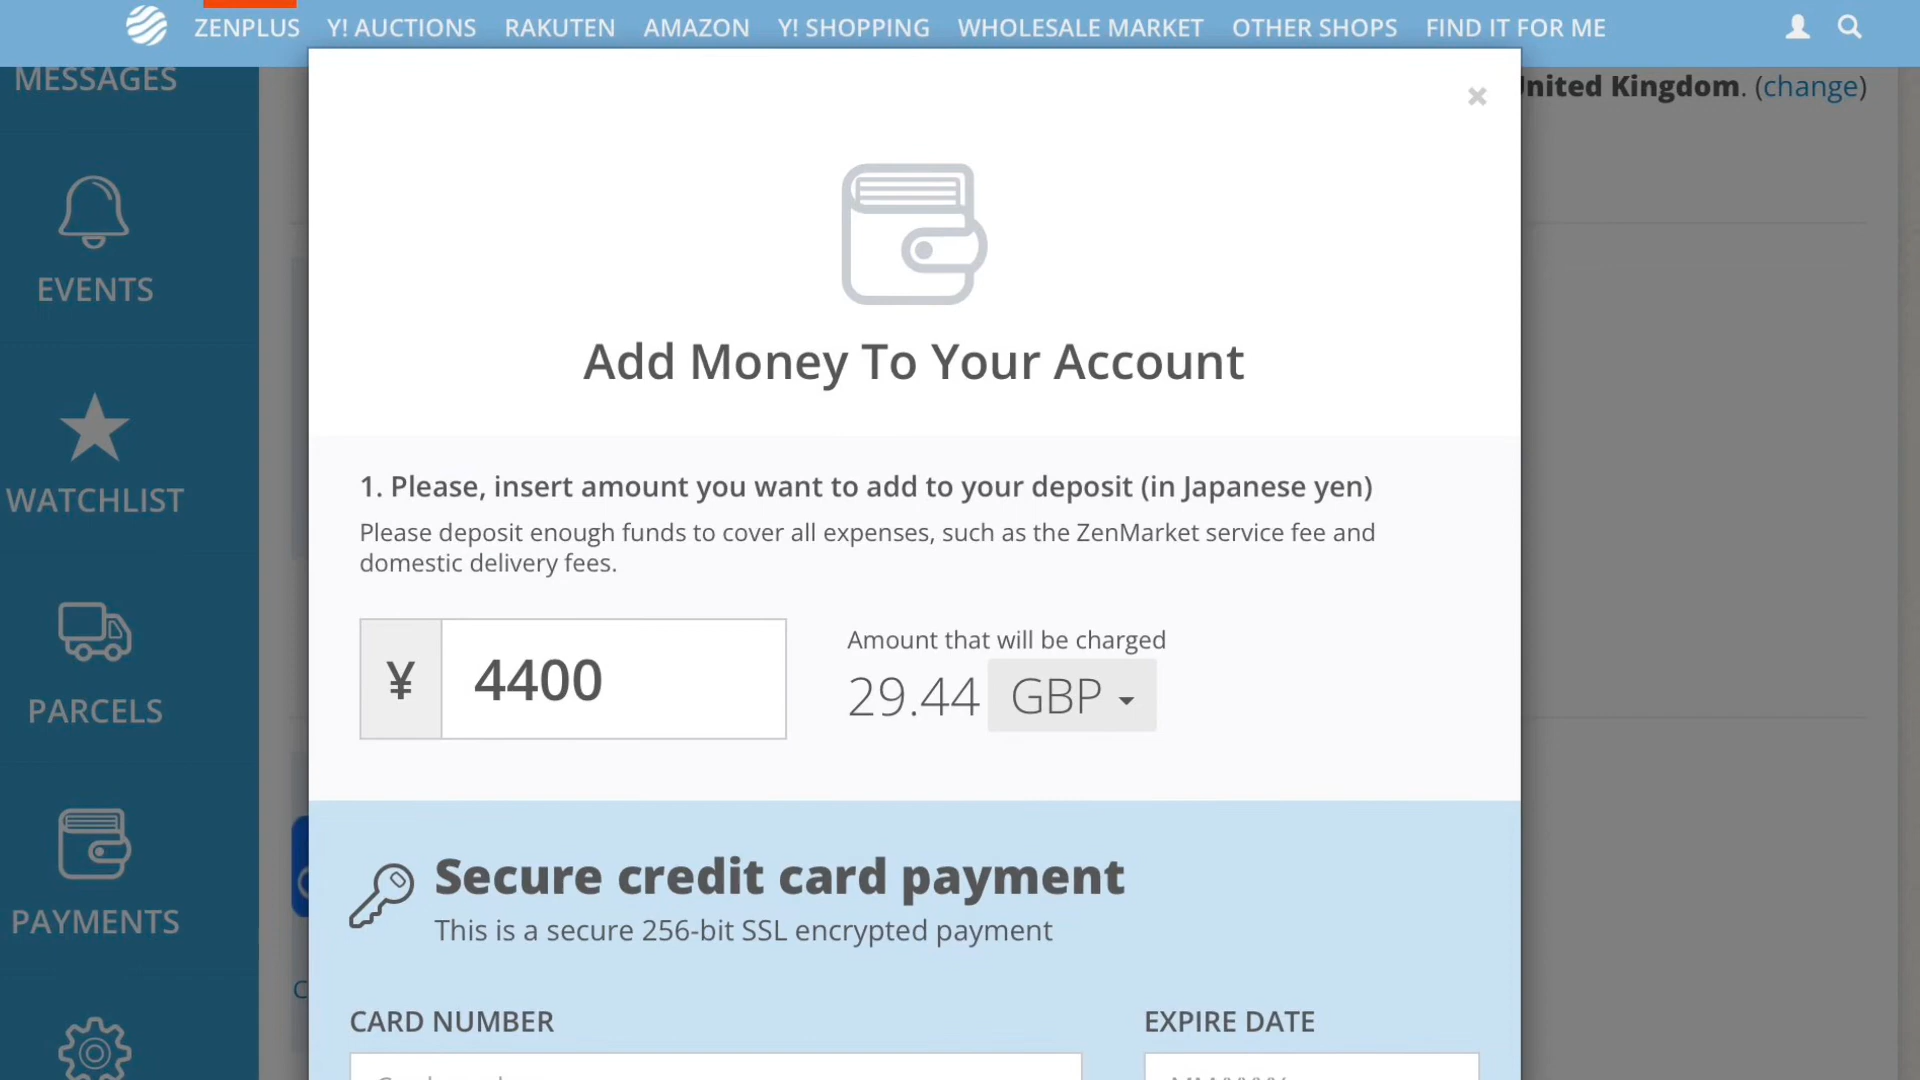 ZENPLUS Y! AUCTIONS RAKUTEN AMAZON Y! SHOPPING WHOLESALE MARKET OTHER SHOPS FIND IT FOR ME
MESSAGES
nited Kingdom. (change)
×
EVENTS
Add Money To Your Account
WATCHLIST
1. Please, insert amount you want to add to your deposit (in Japanese yen)
Please deposit enough funds to cover all expenses, such as the ZenMarket service fee and
domestic delivery fees.
¥ 4400
Amount that will be charged
29.44 GBP
PARCELS
Secure credit card payment
This is a secure 256-bit SSL encrypted payment
PAYMENTS
CARD NUMBER
EXPIRE DATE